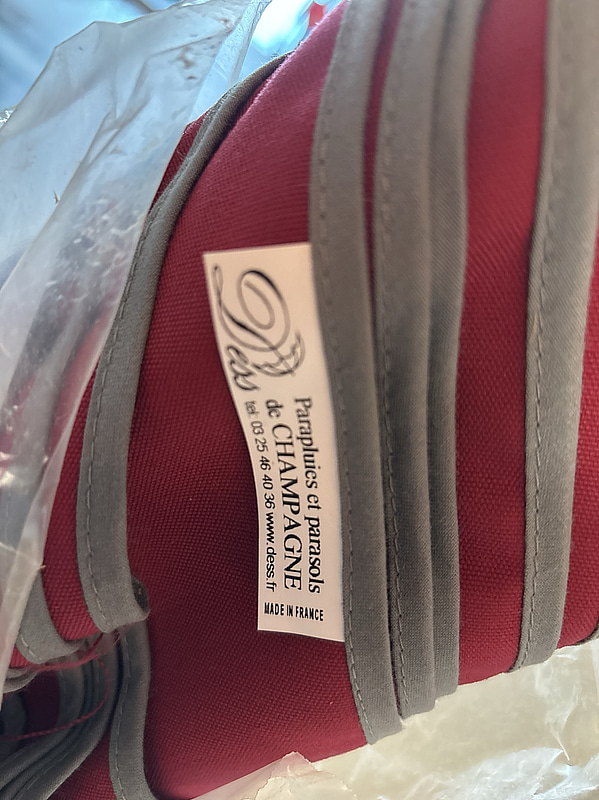 Dess
Parapluies et parasols
de CHAMPAGNE
tel: 03 25 46 40 36 www.dess.fr
MADE IN FRANCE